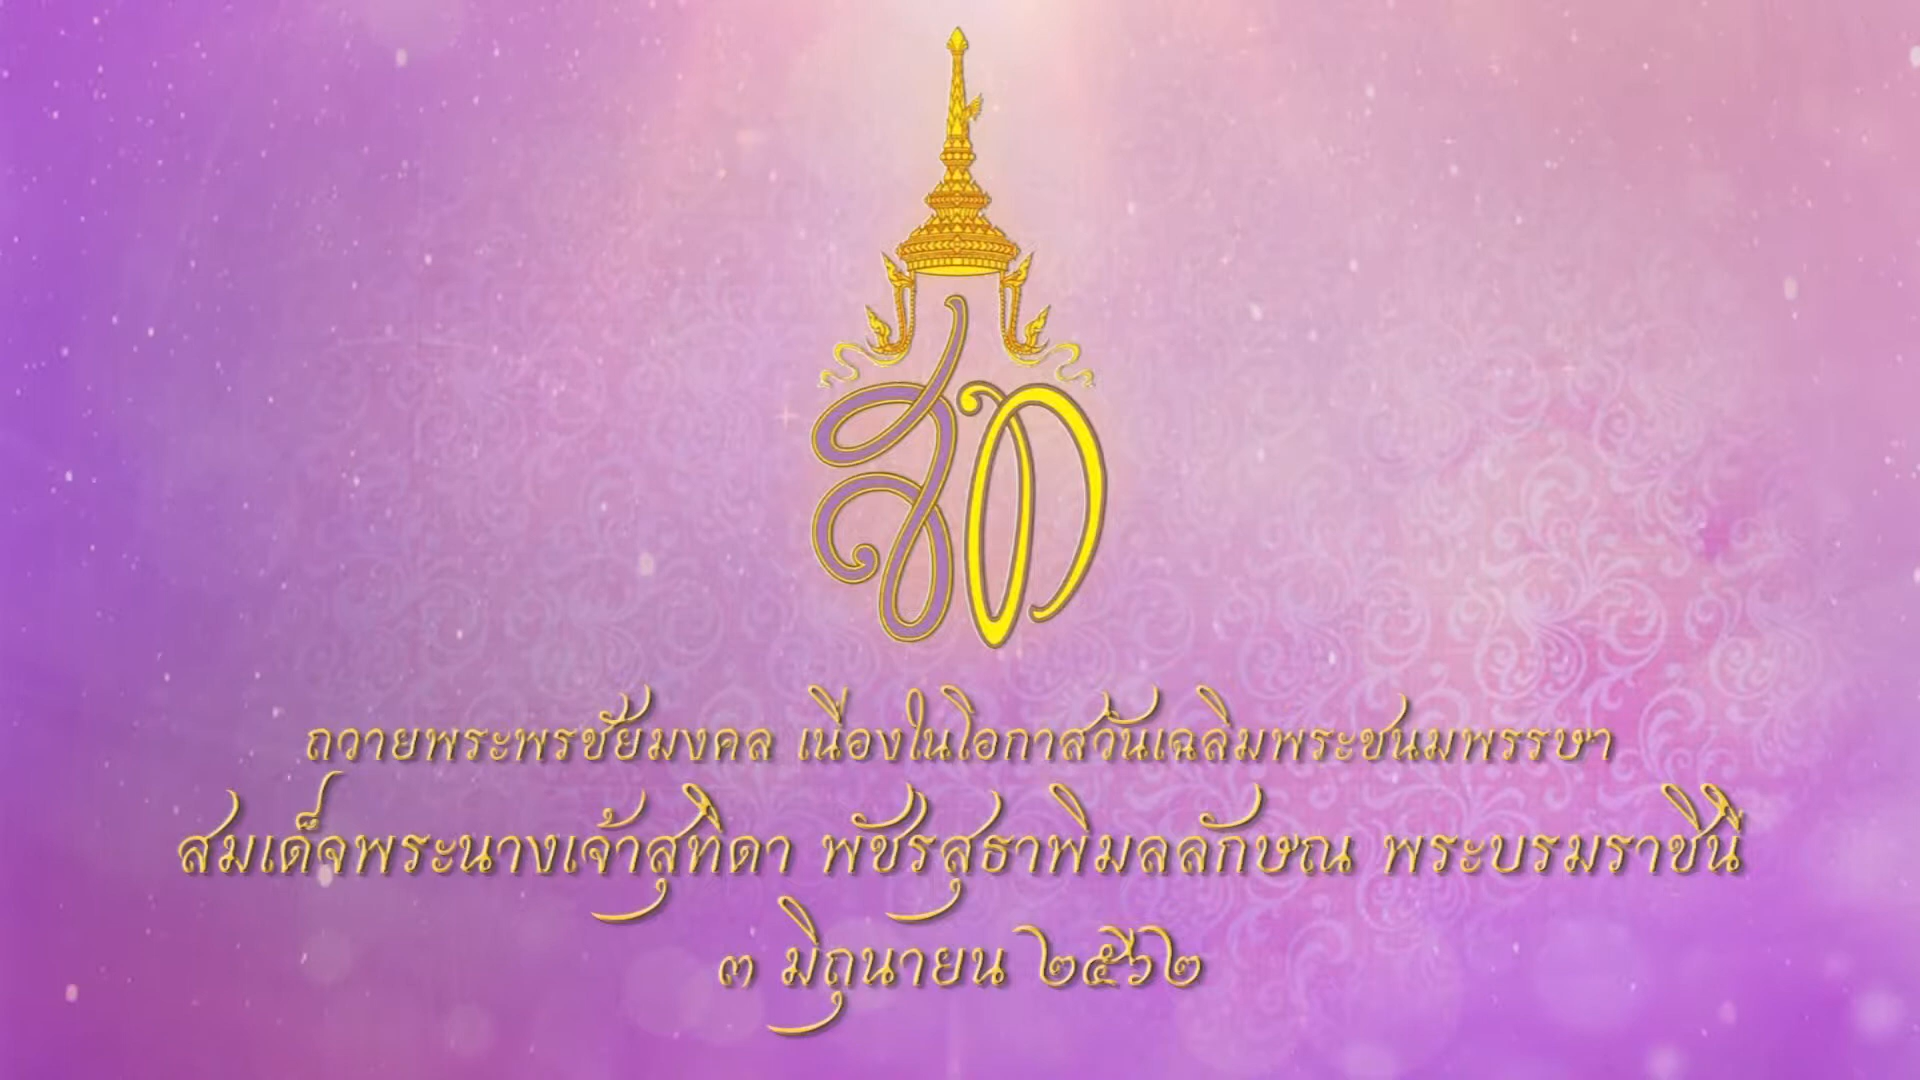 สท
ถวายพระพรชัยมงคล เนื่องในโอกาสวันเฉลิมพระชนมพรรษา
สมเด็จพระนางเจ้าสุทิดา พัชรสุธาพิมลลักษณ พระบรมราชินี
๓ มิถุนายน ๒๕๖๒